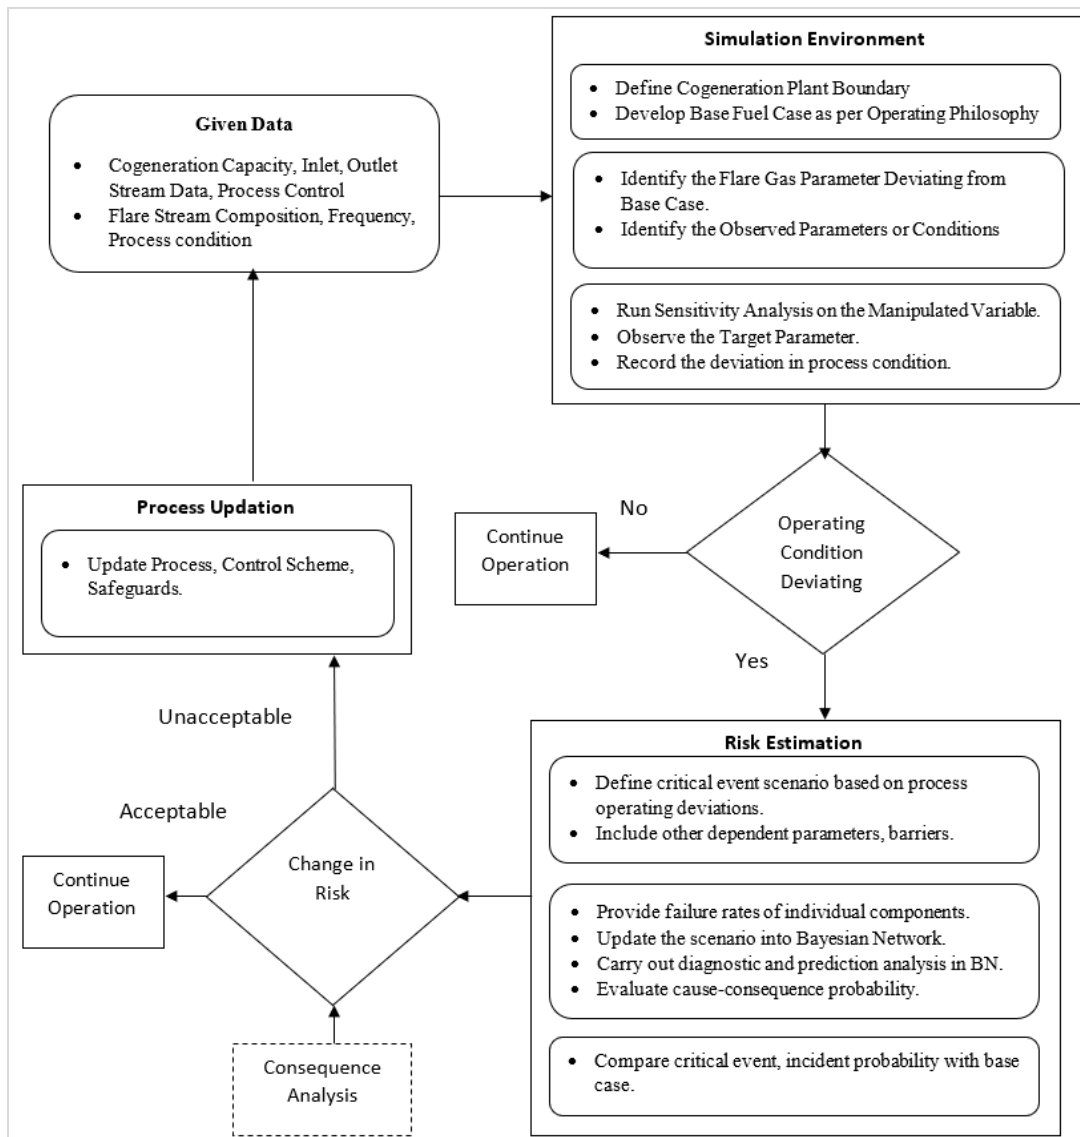 Given Data
• Cogeneration Capacity, Inlet, Outlet
Stream Data, Process Control
• Flare Stream Composition, Frequency,
Process condition
Simulation Environment
• Define Cogeneration Plant Boundary
• Develop Base Fuel Case as per Operating Philosophy
• Identify the Flare Gas Parameter Deviating from
Base Case.
• Identify the Observed Parameters or Conditions
• Run Sensitivity Analysis on the Manipulated Variable.
• Observe the Target Parameter.
• Record the deviation in process condition.
Operating
Condition
Deviating
No
Continue
Operation
Yes
Risk Estimation
• Define critical event scenario based on process
operating deviations.
• Include other dependent parameters, barriers.
• Provide failure rates of individual components.
• Update the scenario into Bayesian Network.
• Carry out diagnostic and prediction analysis in BN.
• Evaluate cause-consequence probability.
• Compare critical event, incident probability with base
case.
Change in
Risk
Consequence
Analysis
Acceptable
Continue
Operation
Unacceptable
Process Updation
• Update Process, Control Scheme,
Safeguards.